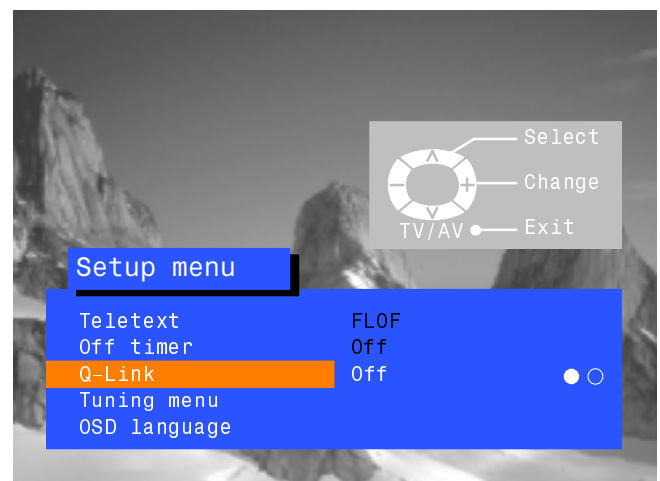 Select
Change
TV/AV Exit
Setup menu
Teletext FLOF
Off timer Off
Q-Link Off
Tuning menu
OSD language